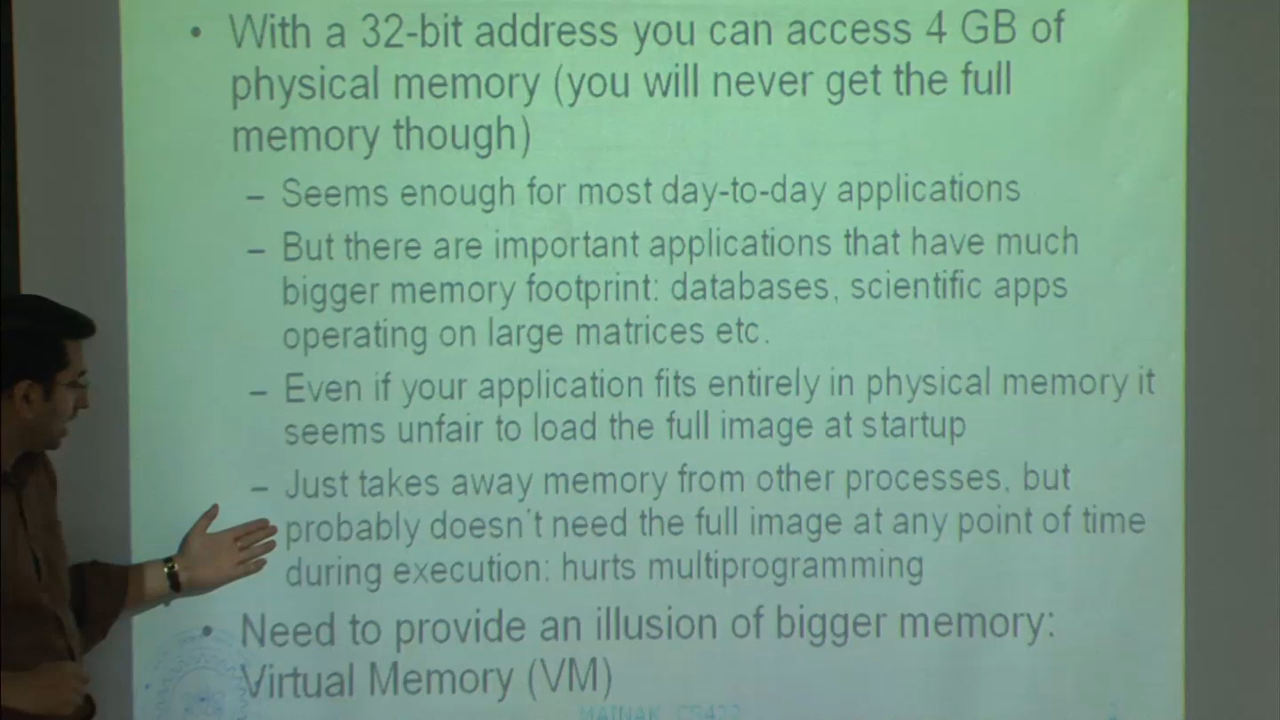 • With a 32-bit address you can access 4 GB of
physical memory (you will never get the full
memory though)
– Seems enough for most day-to-day applications
– But there are important applications that have much
bigger memory footprint: databases, scientific apps
operating on large matrices etc.
– Even if your application fits entirely in physical memory it
seems unfair to load the full image at startup
– Just takes away memory from other processes, but
probably doesn't need the full image at any point of time
during execution: hurts multiprogramming
• Need to provide an illusion of bigger memory:
Virtual Memory (VM)
MAINAK CS422